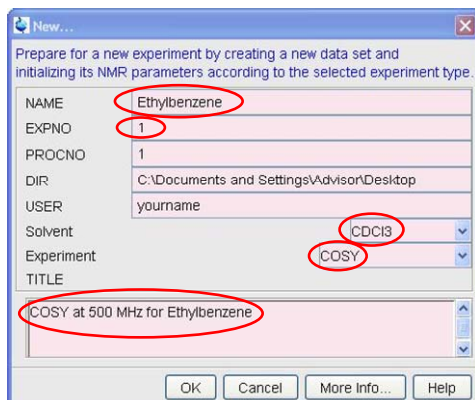 New...
Prepare for a new experiment by creating a new data set and
initializing its NMR parameters according to the selected experiment type.
NAME Ethylbenzene
EXPNO 1
PROCNO 1
DIR C:\Documents and Settings\Advisor\Desktop
USER yourname
Solvent CDCl3
Experiment COSY
TITLE
COSY at 500 MHz for Ethylbenzene
OK Cancel More Info... Help